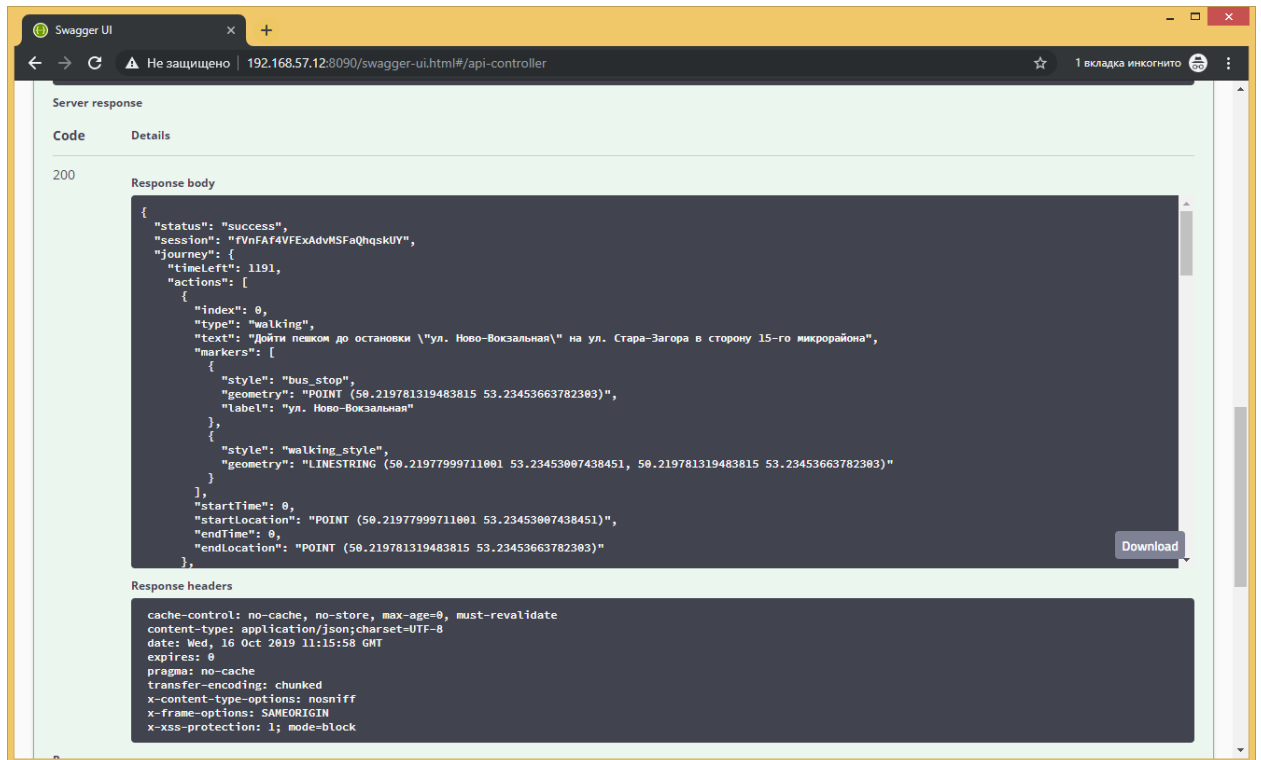 Swagger UI
Не защищено | 192.168.57.12:8090/swagger-ui.html#/api-controller
1 вкладка инкогнито
Server response
Code Details
200
Response body
{
"status": "success",
"session": "fVnFAf4VFExAdvMSFaQhqskUY",
"journey": {
"timeLeft": 1191,
"actions": [
{
"index": 0,
"type": "walking",
"text": "Дойти пешком до остановки \"ул. Ново-Вокзальная\" на ул. Стара-Загора в сторону 15-го микрорайона",
"markers": [
{
"style": "bus_stop",
"geometry": "POINT (50.219781319483815 53.23453663782303)",
"label": "ул. Ново-Вокзальная"
},
{
"style": "walking_style",
"geometry": "LINESTRING (50.21977999711001 53.23453007438451, 50.219781319483815 53.23453663782303)"
}
],
"startTime": 0,
"startLocation": "POINT (50.21977999711001 53.23453007438451)",
"endTime": 0,
"endLocation": "POINT (50.219781319483815 53.23453663782303)"
},
Download
Response headers
cache-control: no-cache, no-store, max-age=0, must-revalidate
content-type: application/json;charset=UTF-8
date: Wed, 16 Oct 2019 11:15:58 GMT
expires: 0
pragma: no-cache
transfer-encoding: chunked
x-content-type-options: nosniff
x-frame-options: SAMEORIGIN
x-xss-protection: 1; mode=block